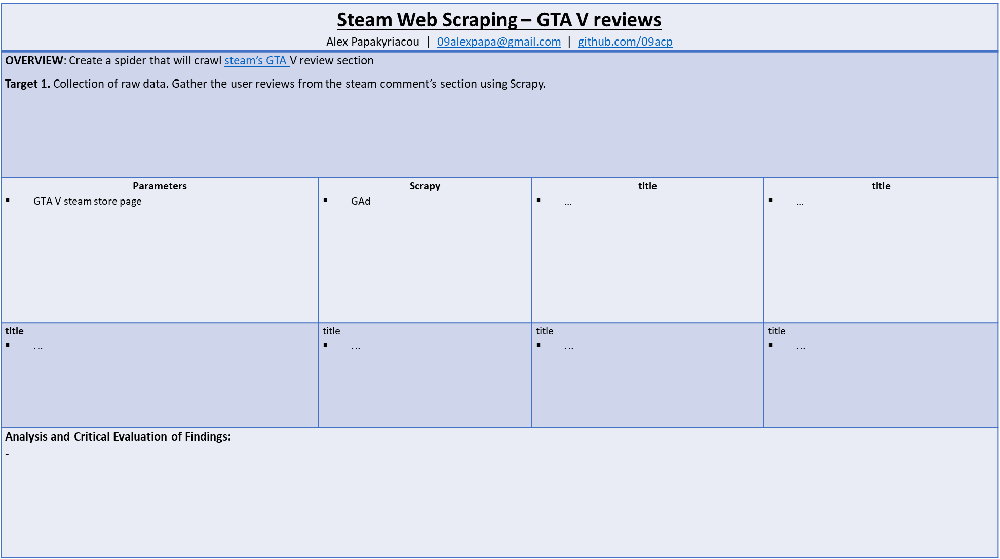 Steam Web Scraping – GTA V reviews
Alex Papakyriacou | 09alexpapa@gmail.com | github.com/09acp
OVERVIEW: Create a spider that will crawl steam’s GTA V review section
Target 1. Collection of raw data. Gather the user reviews from the steam comment’s section using Scrapy.
Parameters
▪ GTA V steam store page
Scrapy
▪ GAd
title
▪ ...
title
▪ ...
title
▪ ...
title
▪ ...
title
▪ ...
title
▪ ...
Analysis and Critical Evaluation of Findings:
-